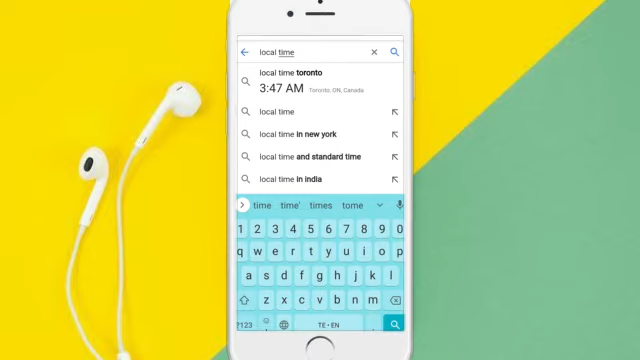 local time
local time toronto
3:47 AM Toronto, ON, Canada
local time
local time in new york
local time and standard time
local time in india
time time' times tome
1 2 3 4 5 6 7 8 9 0
q w e r t y u i o p
a s d f g h j k l
z x c v b n m
?123 TE • EN